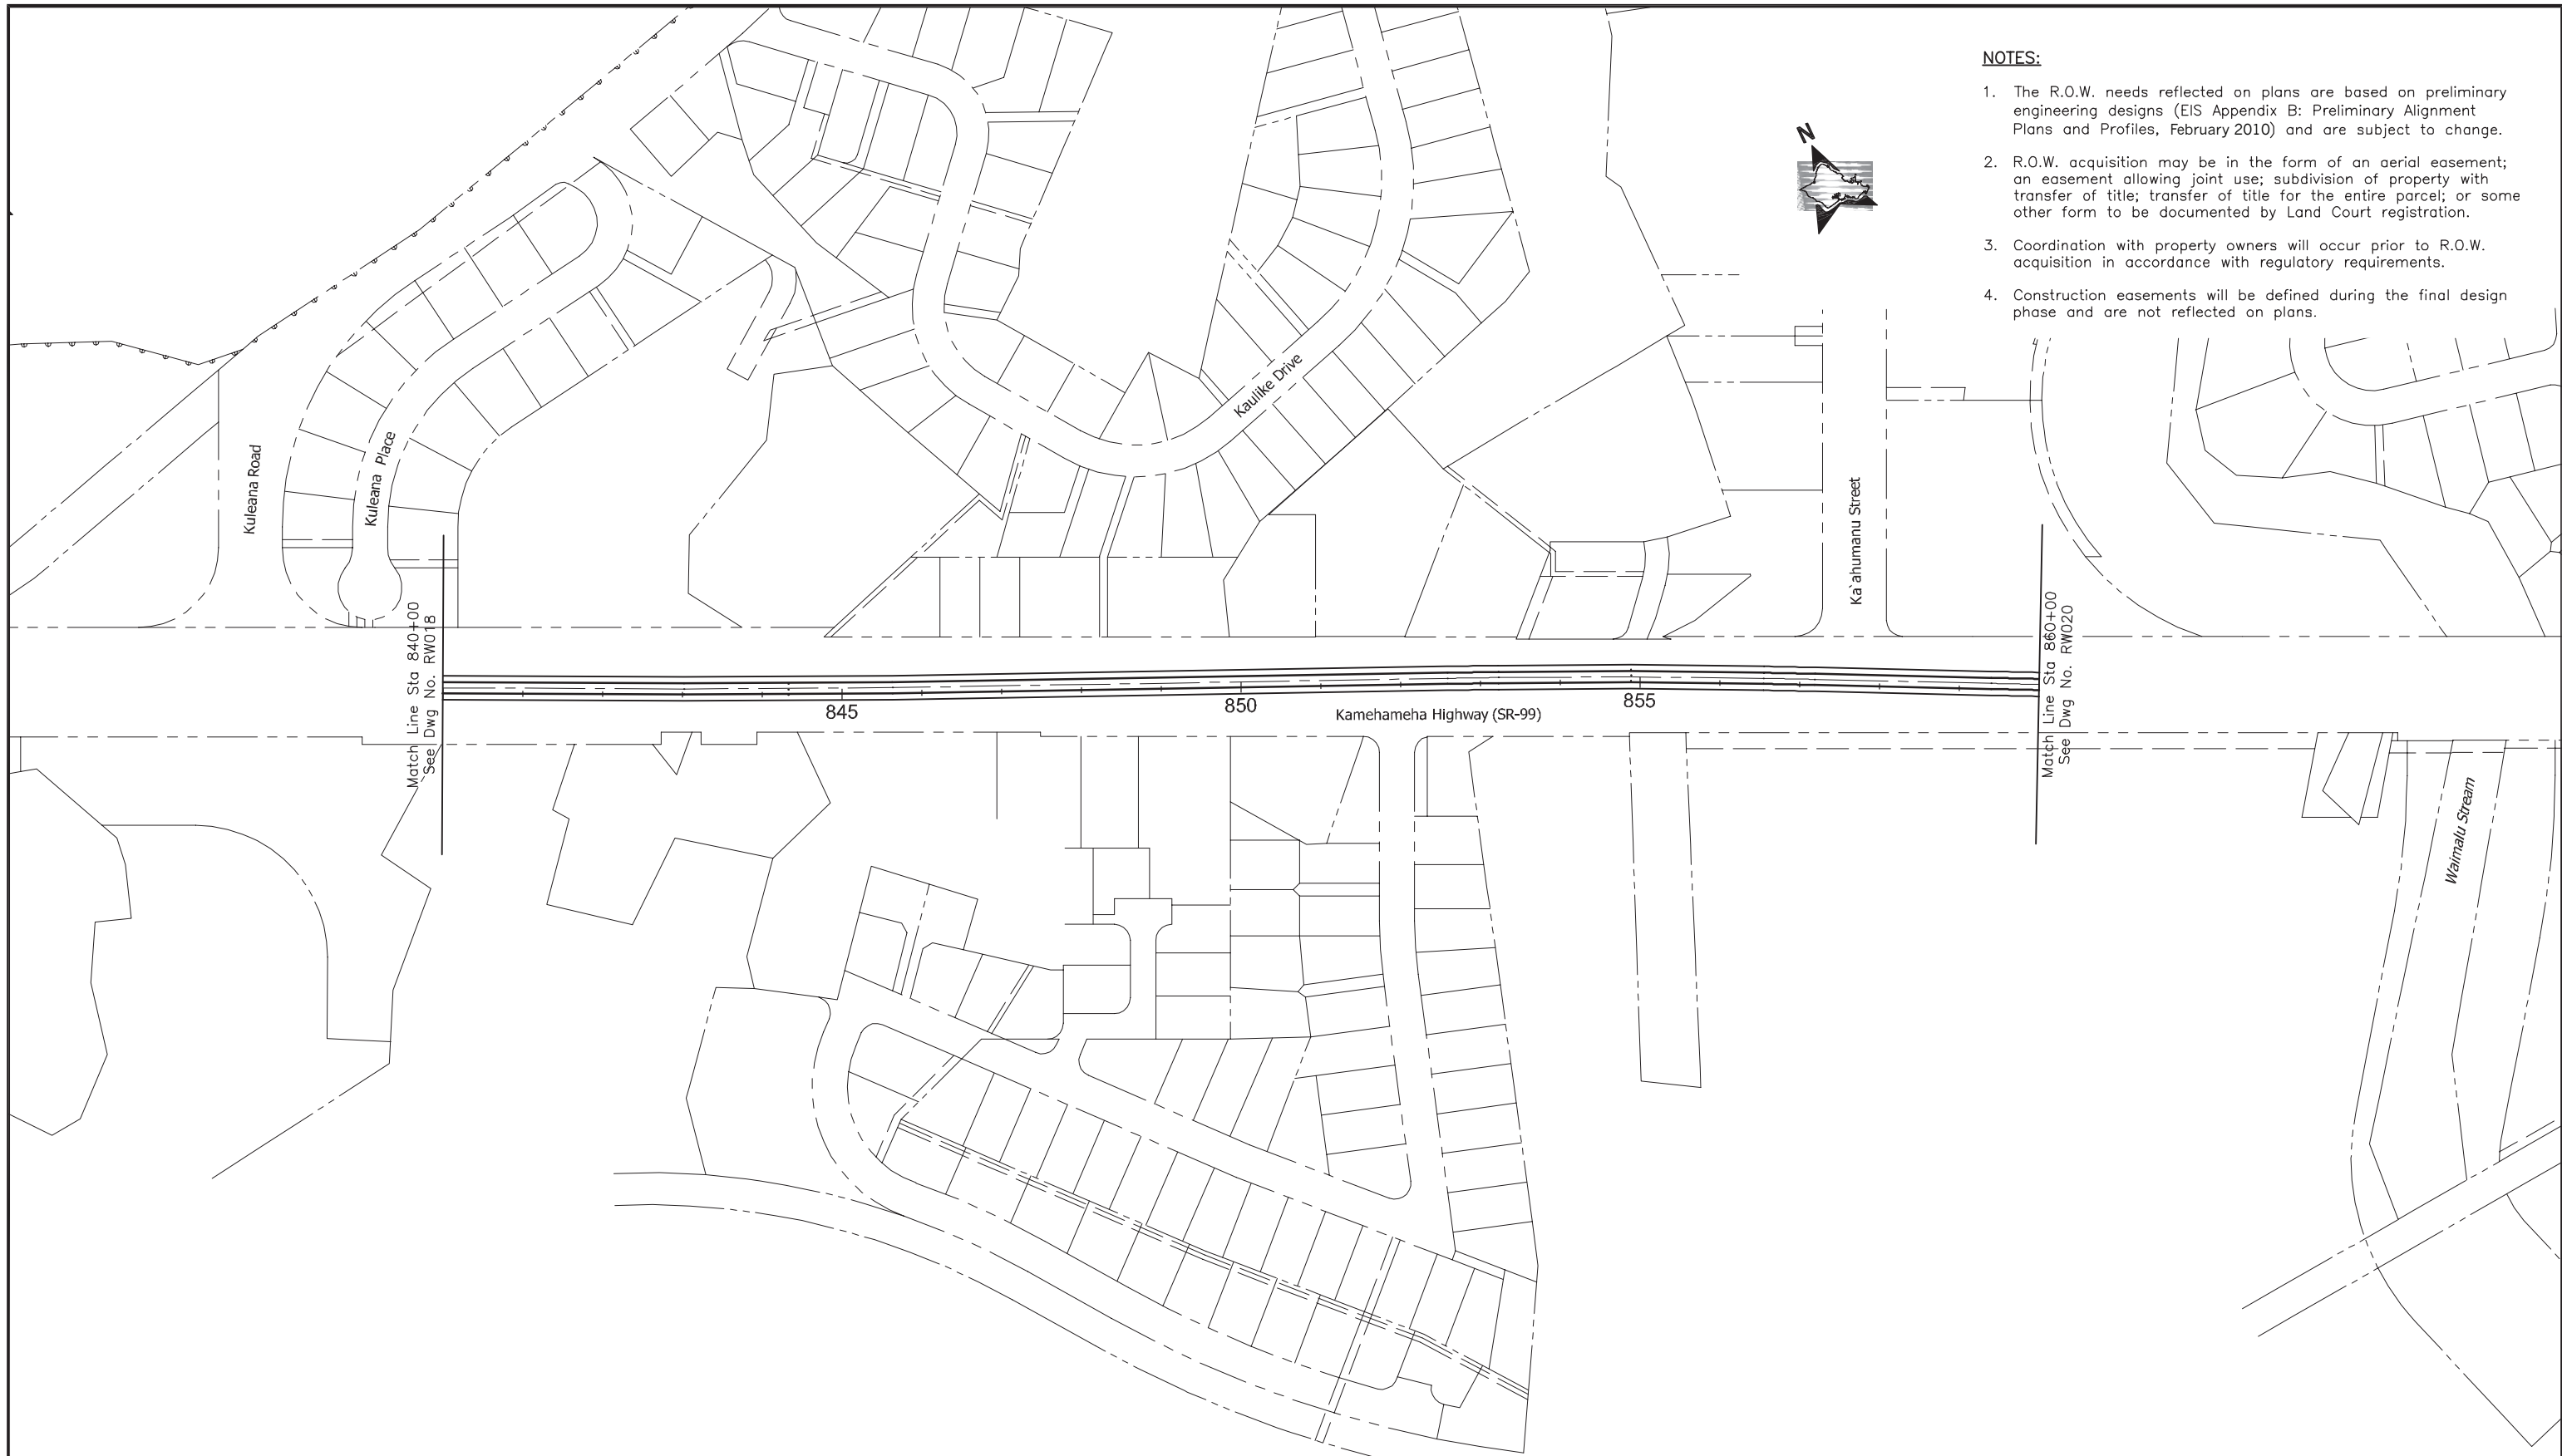 NOTES:
1. The R.O.W. needs reflected on plans are based on preliminary
engineering designs (EIS Appendix B: Preliminary Alignment
Plans and Profiles, February 2010) and are subject to change.
2. R.O.W. acquisition may be in the form of an aerial easement;
an easement allowing joint use; subdivision of property with
transfer of title; transfer of title for the entire parcel; or some
other form to be documented by Land Court registration.
3. Coordination with property owners will occur prior to R.O.W.
acquisition in accordance with regulatory requirements.
4. Construction easements will be defined during the final design
phase and are not reflected on plans.
N
Kuleana Road
Kuleana Place
Kaulike Drive
Ka`ahumanu Street
Match Line Sta 840+00
See Dwg No. RW018
845
850
855
Kamehameha Highway (SR-99)
Match Line Sta 860+00
See Dwg No. RW020
Waimalu Stream